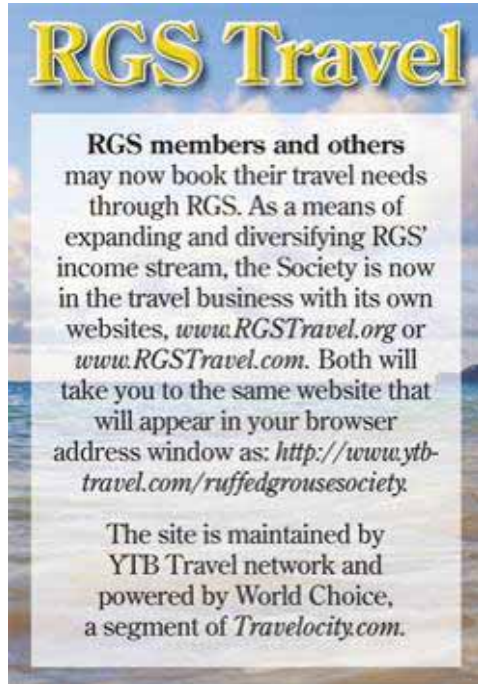 RGS Travel
RGS members and others
may now book their travel needs
through RGS. As a means of
expanding and diversifying RGS'
income stream, the Society is now
in the travel business with its own
websites, www.RGSTravel.org or
www.RGSTravel.com. Both will
take you to the same website that
will appear in your browser
address window as: http://www.ytb-
travel.com/ruffedgrousesociety.
The site is maintained by
YTB Travel network and
powered by World Choice,
a segment of Travelocity.com.